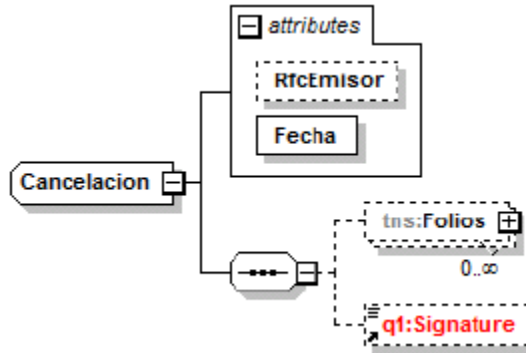 attributes
RfcEmisor
Fecha
Cancelacion
tns:Folios
0..∞
q1:Signature